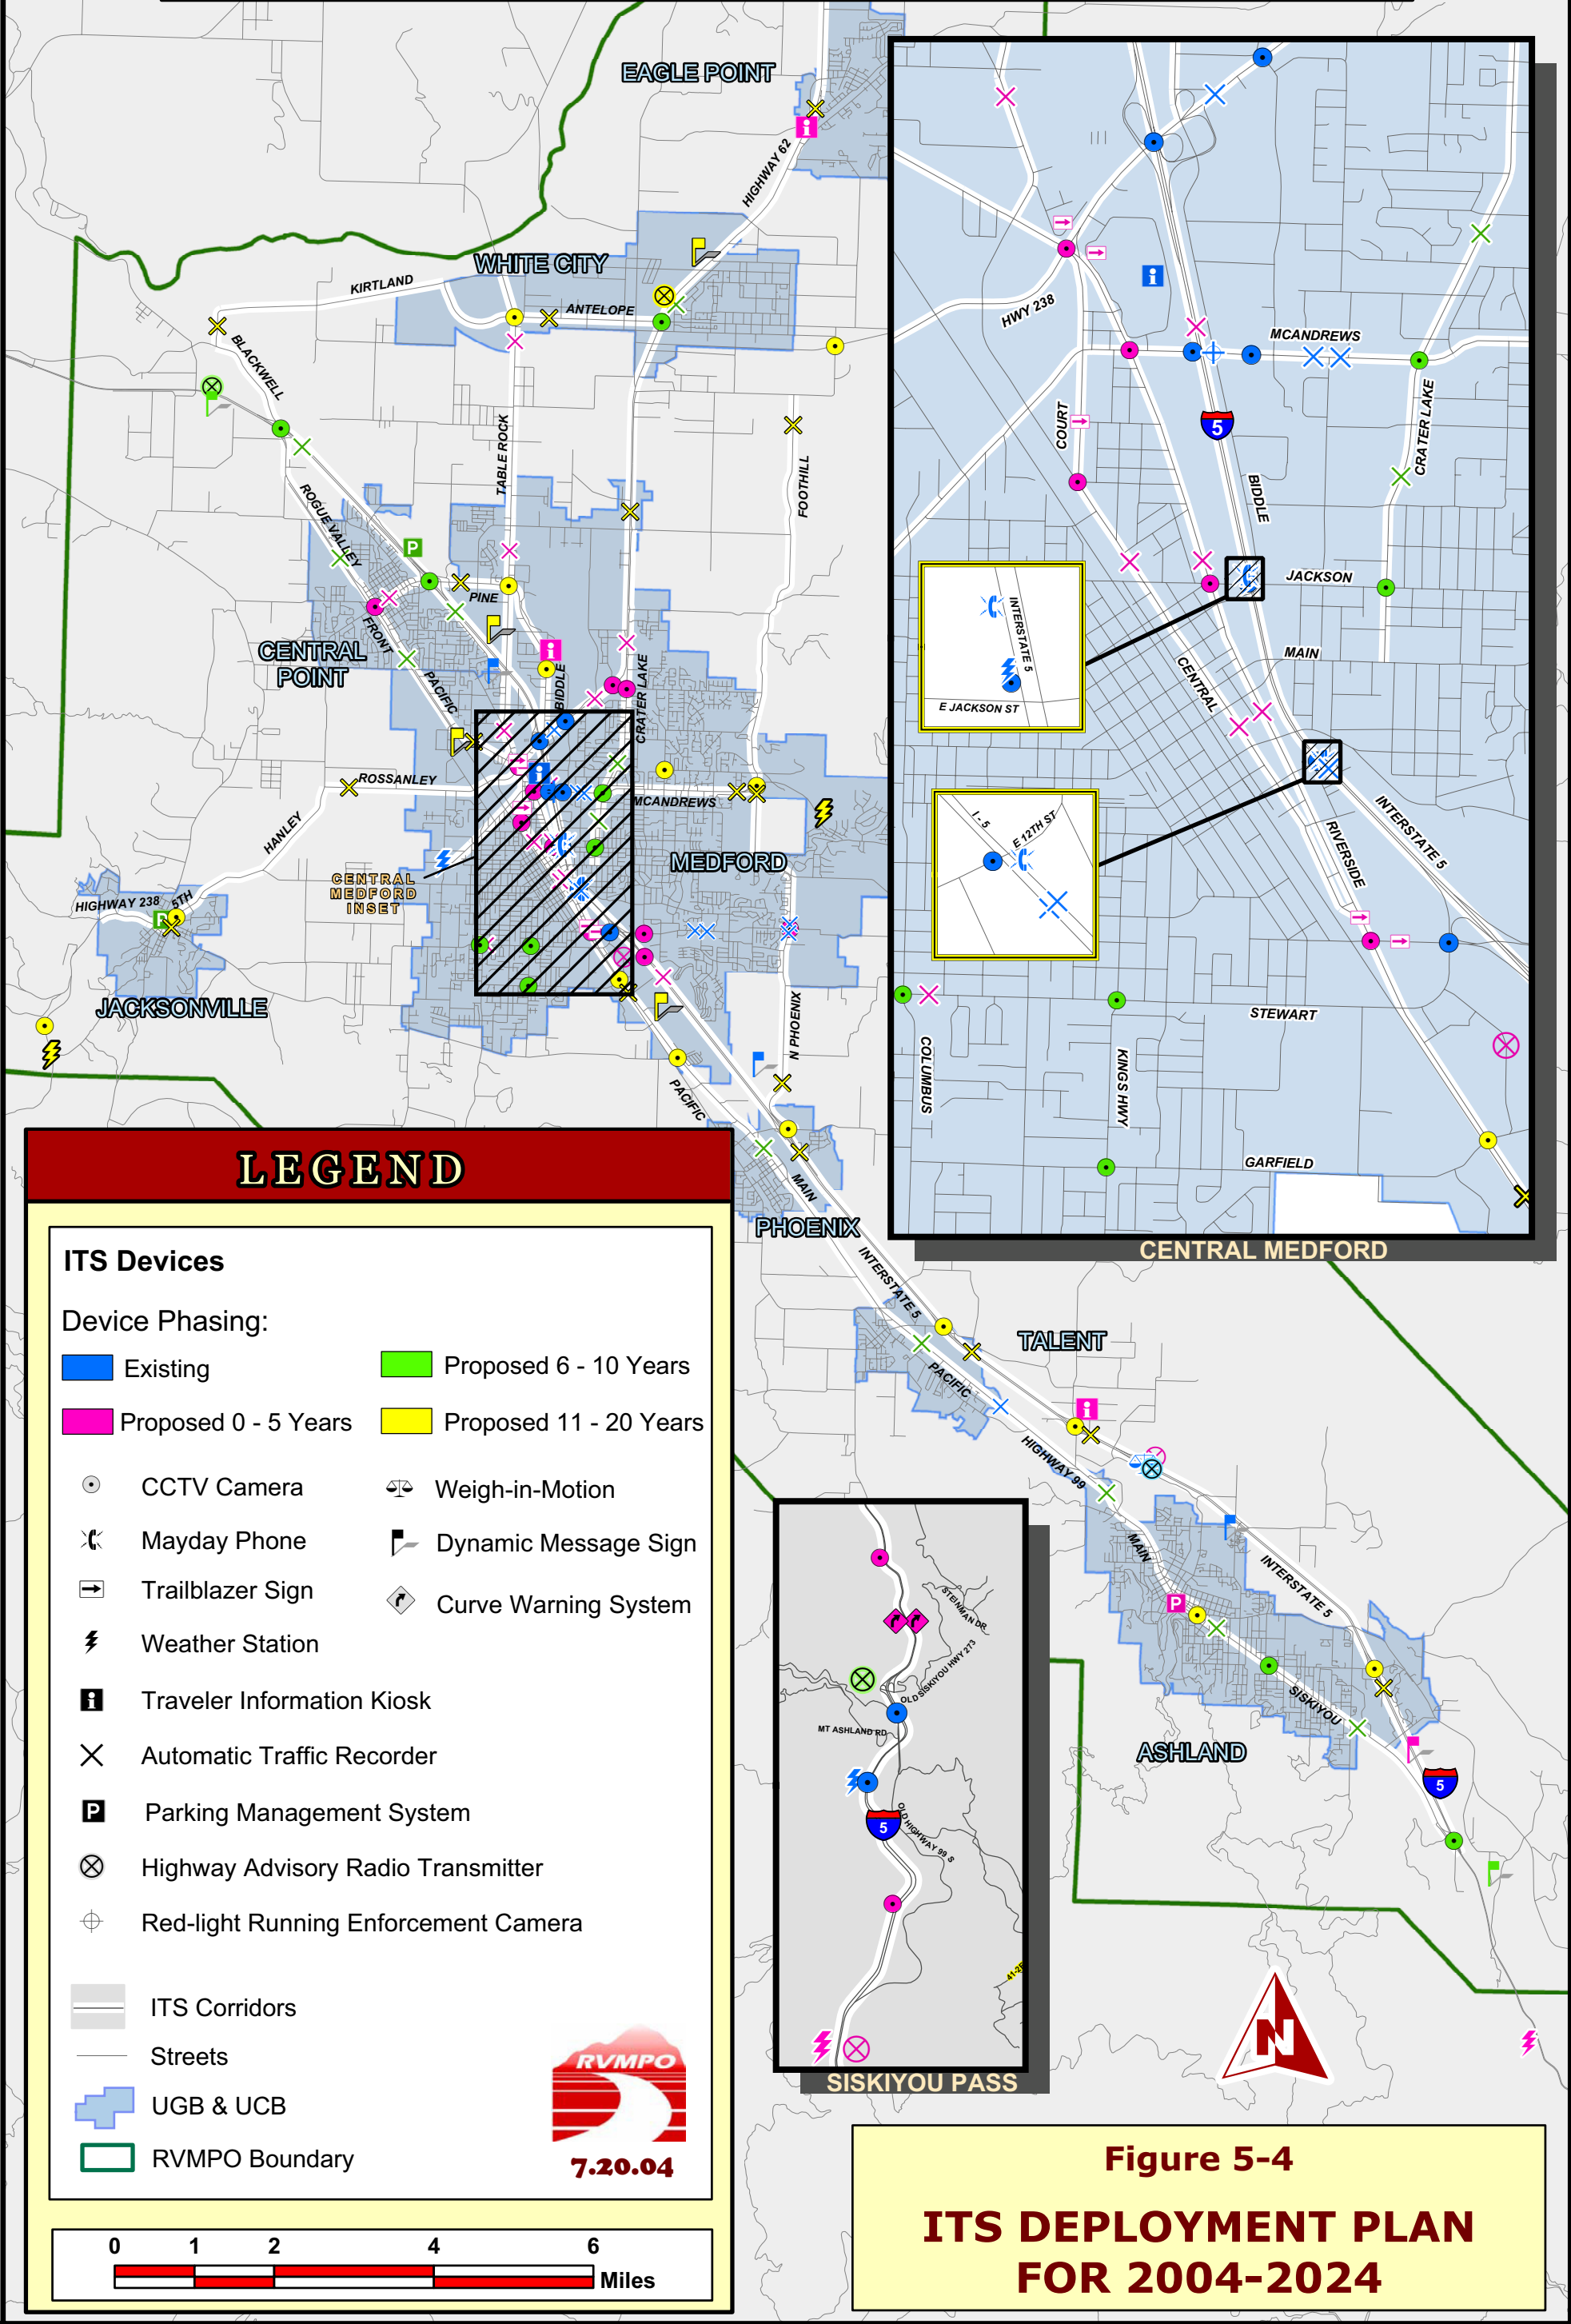 EAGLE POINT
HIGHWAY 62
WHITE CITY
KIRTLAND
ANTELOPE
BLACKWELL
TABLE ROCK
FOOTHILL
ROGUE VALLEY
P
PINE
FRONT
CENTRAL
POINT
PACIFIC
BIDDLE
CRATER LAKE
ROSSANLEY
MCANDREWS
HANLEY
MEDFORD
CENTRAL
MEDFORD
INSET
HIGHWAY 238
5TH
P
JACKSONVILLE
N PHOENIX
PACIFIC
MAIN
PHOENIX
INTERSTATE 5
TALENT
PACIFIC
HIGHWAY 99
MAIN
INTERSTATE 5
P
SISKIYOU
ASHLAND
5
HWY 238
MCANDREWS
COURT
5
CRATER LAKE
BIDDLE
JACKSON
INTERSTATE 5
E JACKSON ST
MAIN
CENTRAL
I - 5
E 12TH ST
INTERSTATE 5
RIVERSIDE
STEWART
COLUMBUS
KINGS HWY
GARFIELD
CENTRAL MEDFORD
LEGEND
ITS Devices
Device Phasing:
Existing
Proposed 6 - 10 Years
Proposed 0 - 5 Years
Proposed 11 - 20 Years
CCTV Camera
Weigh-in-Motion
Mayday Phone
Dynamic Message Sign
Trailblazer Sign
Curve Warning System
Weather Station
Traveler Information Kiosk
Automatic Traffic Recorder
P Parking Management System
Highway Advisory Radio Transmitter
Red-light Running Enforcement Camera
ITS Corridors
Streets
UGB & UCB
RVMPO Boundary
RVMPO
7.20.04
0 1 2 4 6
Miles
STEINMAN DR
OLD SISKIYOU HWY 273
MT ASHLAND RD
OLD HIGHWAY 99 S
5
SISKIYOU PASS
N
Figure 5-4
ITS DEPLOYMENT PLAN
FOR 2004-2024